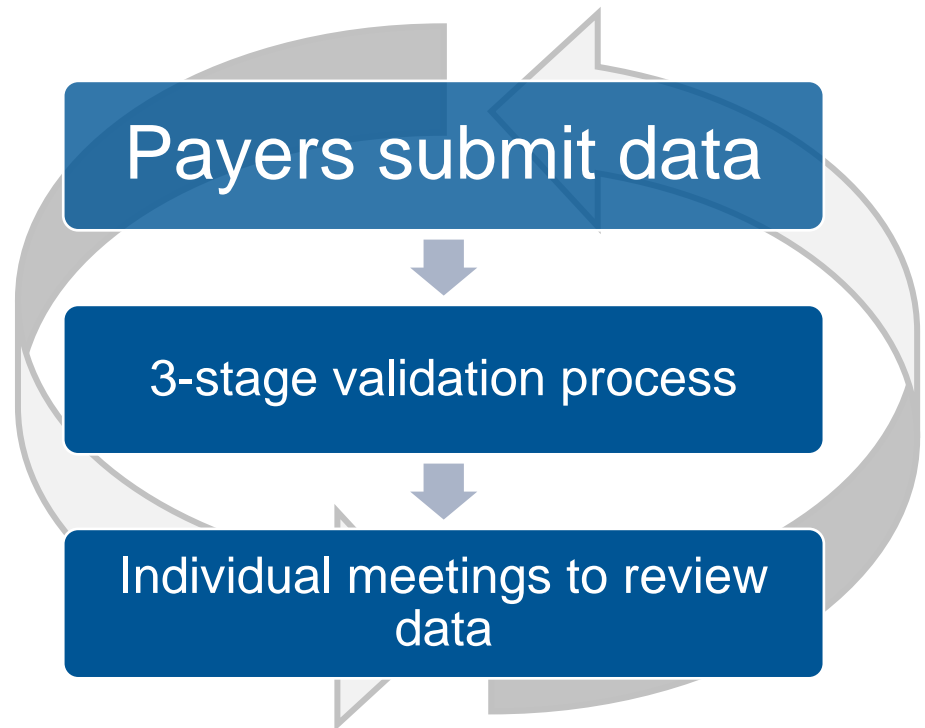 Payers submit data
3-stage validation process
Individual meetings to review
data